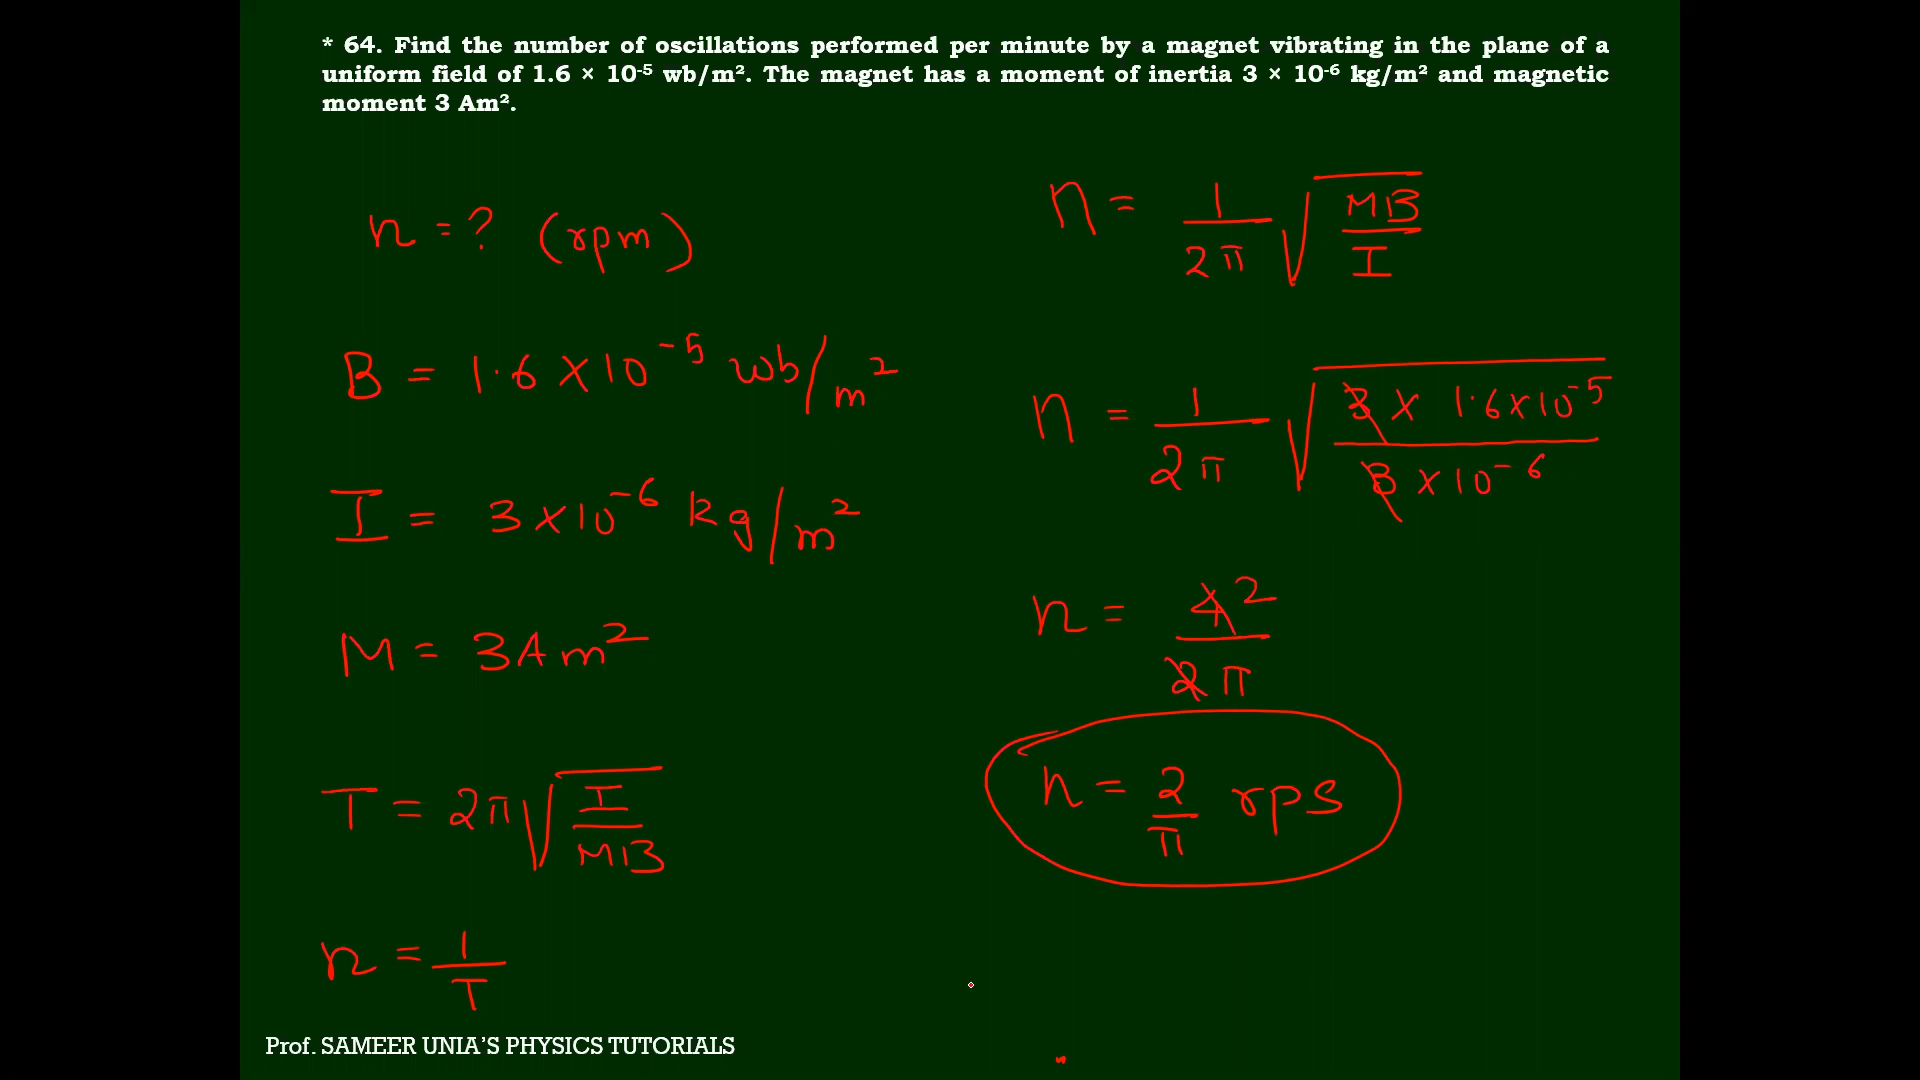 * 64. Find the number of oscillations performed per minute by a magnet vibrating in the plane of a
uniform field of 1.6 × 10⁻⁵ wb/m². The magnet has a moment of inertia 3 × 10⁻⁶ kg/m² and magnetic
moment 3 Am².
n = ? (rpm)
B = 1.6 × 10⁻⁵ wb/m²
I = 3 × 10⁻⁶ kg/m²
M = 3Am²
T = 2π√(I/MB)
n = 1/T
n = 1/2π √(MB/I)
n = 1/2π √(3 × 1.6×10⁻⁵/3 × 10⁻⁶)
n = 4 2/2π
n = 2/π rps
Prof. SAMEER UNIA'S PHYSICS TUTORIALS